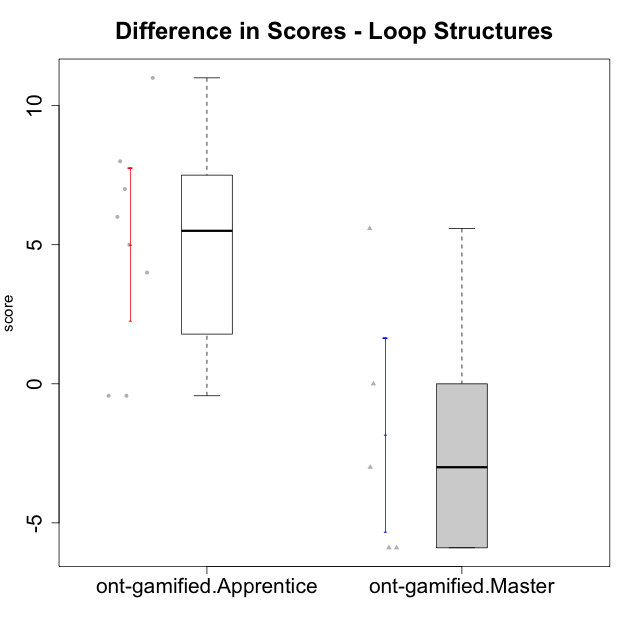 Difference in Scores - Loop Structures
score
10
5
0
-5
ont-gamified.Apprentice
ont-gamified.Master